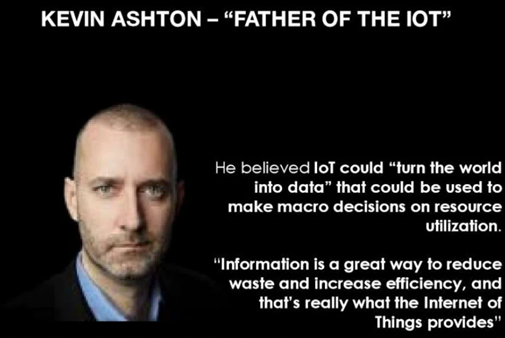 KEVIN ASHTON – “FATHER OF THE IOT”
He believed IoT could “turn the world
into data” that could be used to
make macro decisions on resource
utilization.
“Information is a great way to reduce
waste and increase efficiency, and
that’s really what the Internet of
Things provides”